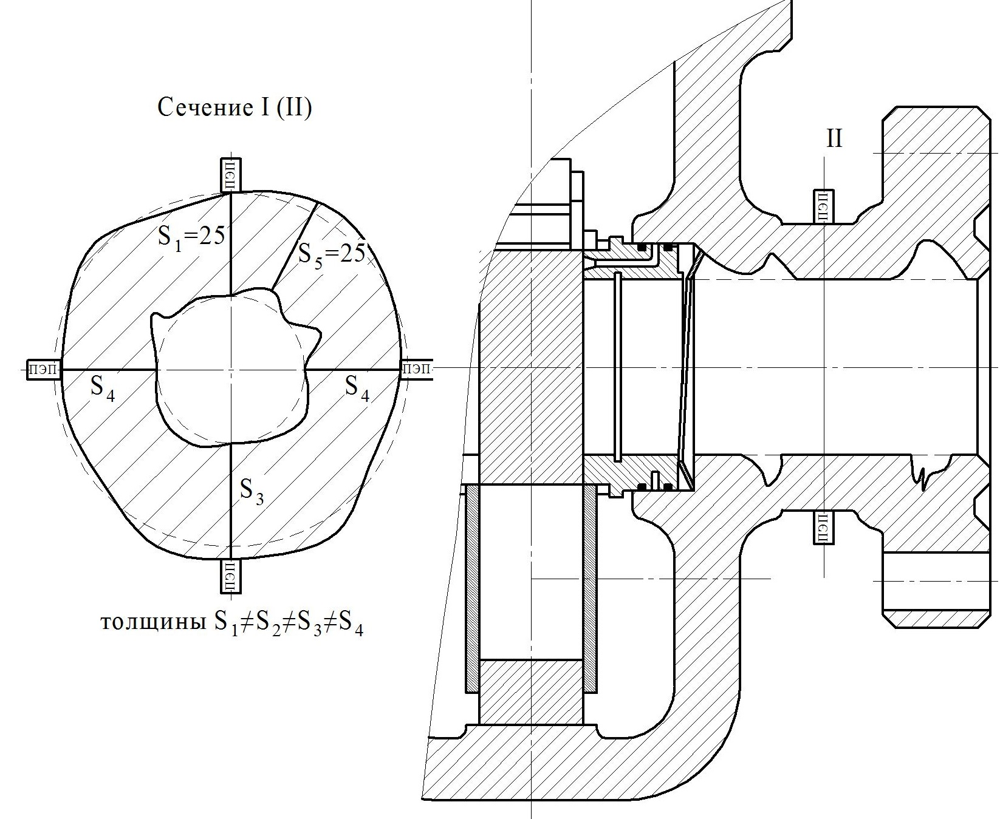 Сечение I (II)
II
ПЭП
ПЭП
S1=25
S5=25
ПЭП
ПЭП
S4
S4
S3
ПЭП
ПЭП
толщины S1≠S2≠S3≠S4